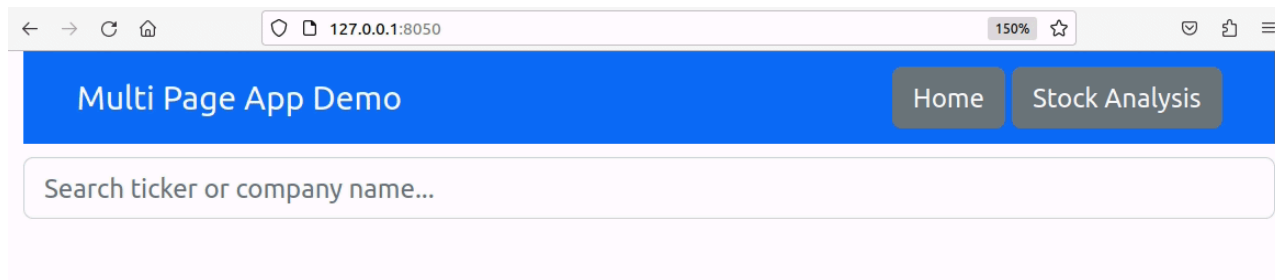 127.0.0.1:8050 150%
Multi Page App Demo Home Stock Analysis
Search ticker or company name...